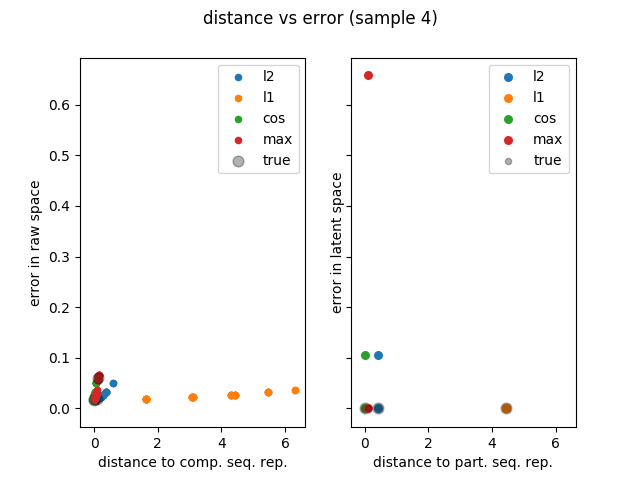 distance vs error (sample 4)
error in raw space
0.6
0.5
0.4
0.3
0.2
0.1
0.0
0
2
4
6
distance to comp. seq. rep.
l2
l1
cos
max
true
error in latent space
0
2
4
6
distance to part. seq. rep.
l2
l1
cos
max
true